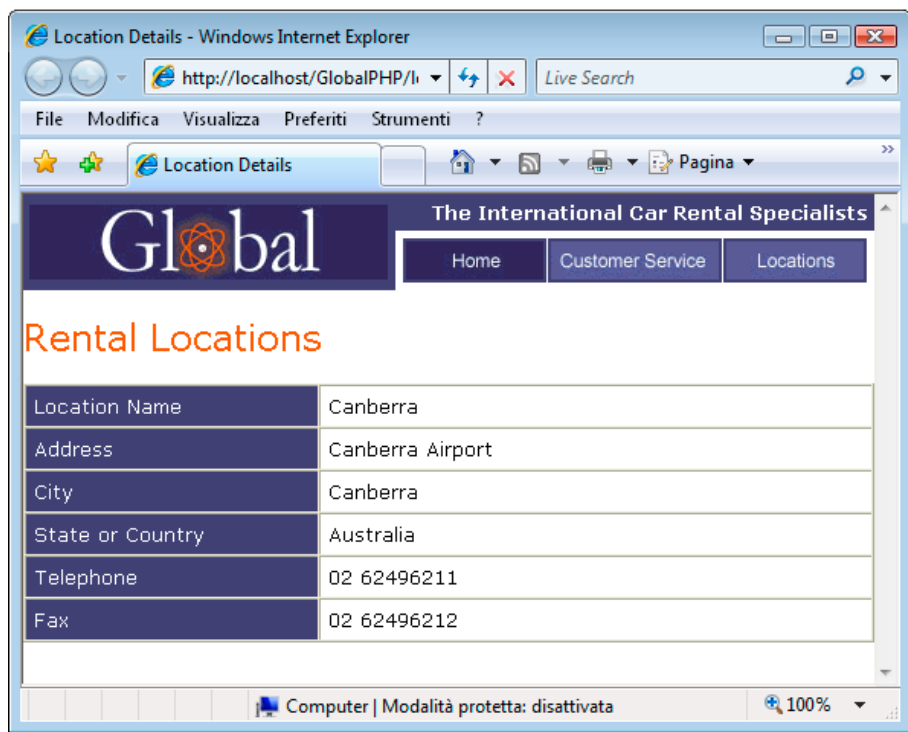 Location Details - Windows Internet Explorer
http://localhost/GlobalPHP/l
Live Search
File Modifica Visualizza Preferiti Strumenti ?
Location Details
Pagina
Global
The International Car Rental Specialists
Home Customer Service Locations
Rental Locations
Location Name Canberra
Address Canberra Airport
City Canberra
State or Country Australia
Telephone 02 62496211
Fax 02 62496212
Computer | Modalità protetta: disattivata
100%